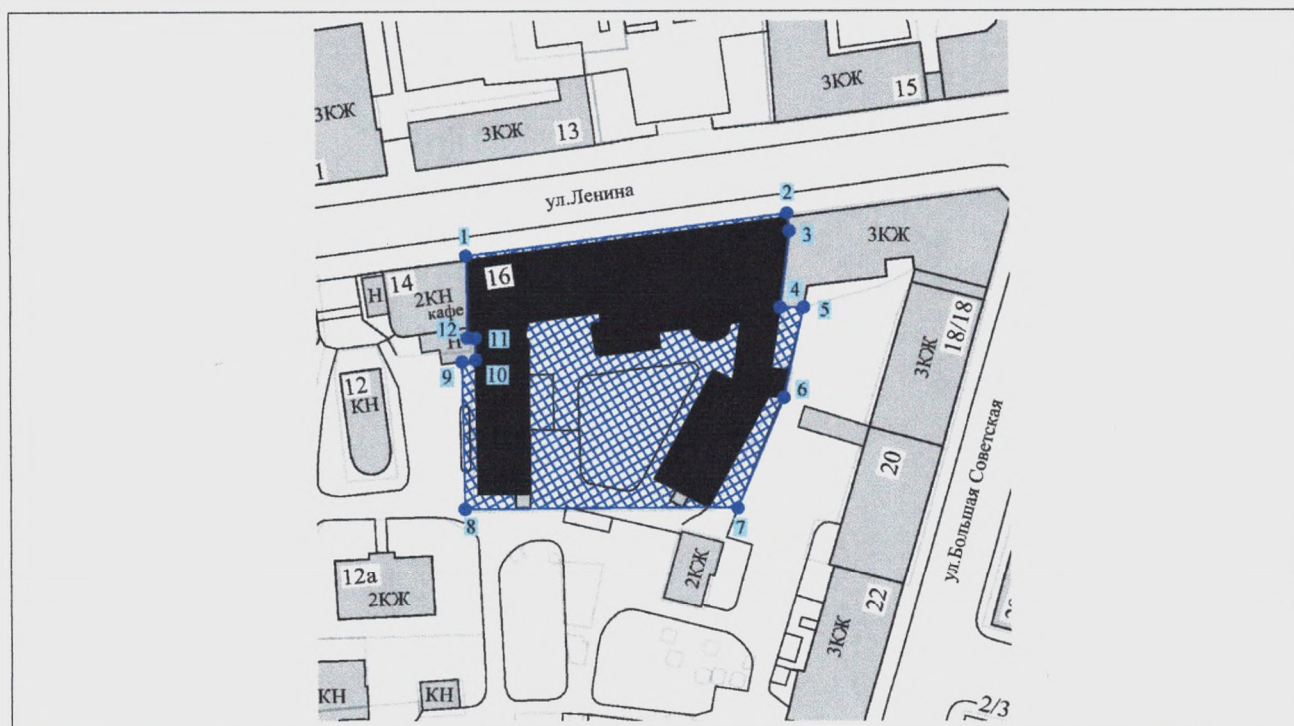 3КЖ
1
3КЖ
13
3КЖ
15
ул.Ленина
2
3
3КЖ
1
16
Н
14
2КН
кафе
4
5
12
11
Н
9
10
18/18
3КЖ
12
КН
6
20
ул.Большая Советская
8
7
12а
2КЖ
2КЖ
22
3КЖ
КН
КН
2/3